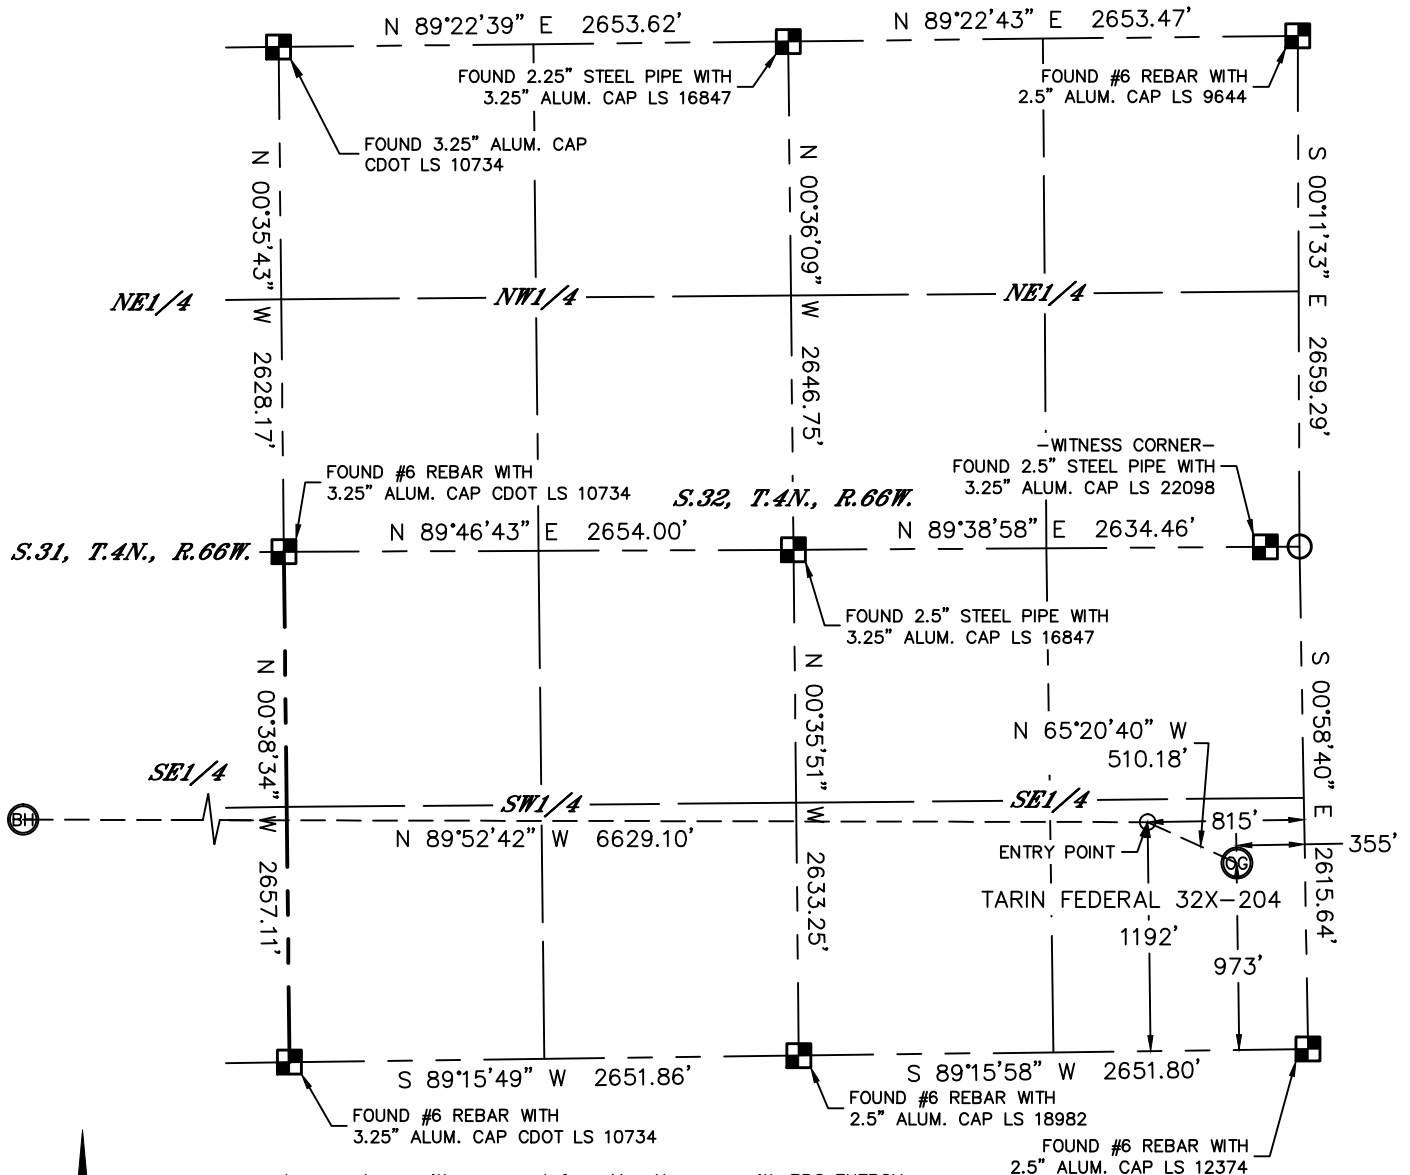 N 89°22'39" E 2653.62'
N 89°22'43" E 2653.47'
FOUND 2.25" STEEL PIPE WITH
3.25" ALUM. CAP LS 16847
FOUND #6 REBAR WITH
2.5" ALUM. CAP LS 9644
FOUND 3.25" ALUM. CAP
CDOT LS 10734
N 00°35'43" W 2628.17'
N 00°36'09" W 2646.75'
S 00°11'33" E 2659.29'
NE1/4
NW1/4
NE1/4
-WITNESS CORNER-
FOUND 2.5" STEEL PIPE WITH
3.25" ALUM. CAP LS 22098
FOUND #6 REBAR WITH
3.25" ALUM. CAP CDOT LS 10734
S.32, T.4N., R.66W.
N 89°46'43" E 2654.00'
N 89°38'58" E 2634.46'
S.31, T.4N., R.66W.
FOUND 2.5" STEEL PIPE WITH
3.25" ALUM. CAP LS 16847
N 00°38'34" W 2657.11'
N 00°35'51" W 2633.25'
S 00°58'40" E 2615.64'
N 65°20'40" W
510.18'
SE1/4
SW1/4
SE1/4
BH
N 89°52'42" W 6629.10'
815'
ENTRY POINT
355'
OG
TARIN FEDERAL 32X-204
1192'
973'
S 89°15'49" W 2651.86'
S 89°15'58" W 2651.80'
FOUND #6 REBAR WITH
2.5" ALUM. CAP LS 18982
FOUND #6 REBAR WITH
3.25" ALUM. CAP CDOT LS 10734
FOUND #6 REBAR WITH
2.5" ALUM. CAP LS 12374